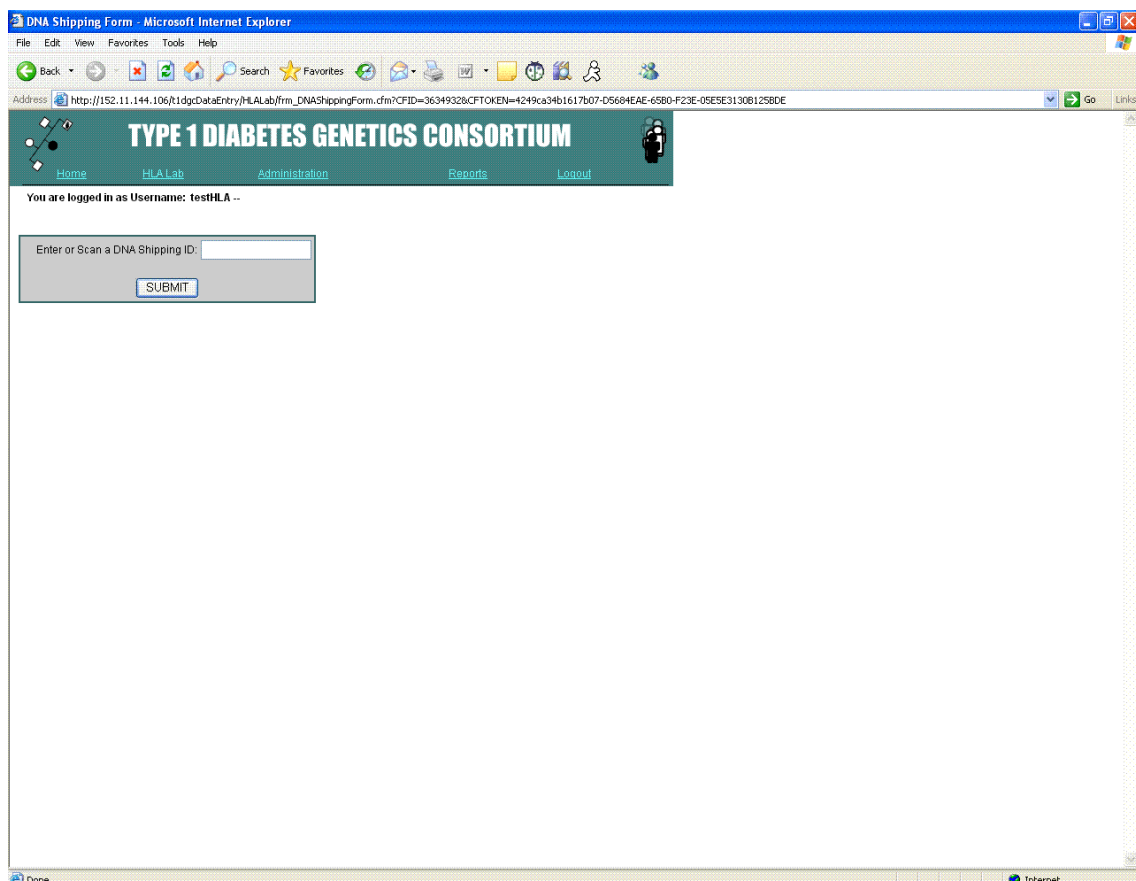 DNA Shipping Form - Microsoft Internet Explorer
File Edit View Favorites Tools Help
Back Search Favorites
Address http://152.11.144.106/t1dgcDataEntry/HLALab/frm_DNAShippingForm.cfm?CFID=3634932&CFTOKEN=4249ca34b1617b07-D5684EAE-65B0-F23E-05E5E3130B125BDE Go Links
TYPE 1 DIABETES GENETICS CONSORTIUM
Home HLA Lab Administration Reports Logout
You are logged in as Username: testHLA --
Enter or Scan a DNA Shipping ID:
SUBMIT
Done Internet